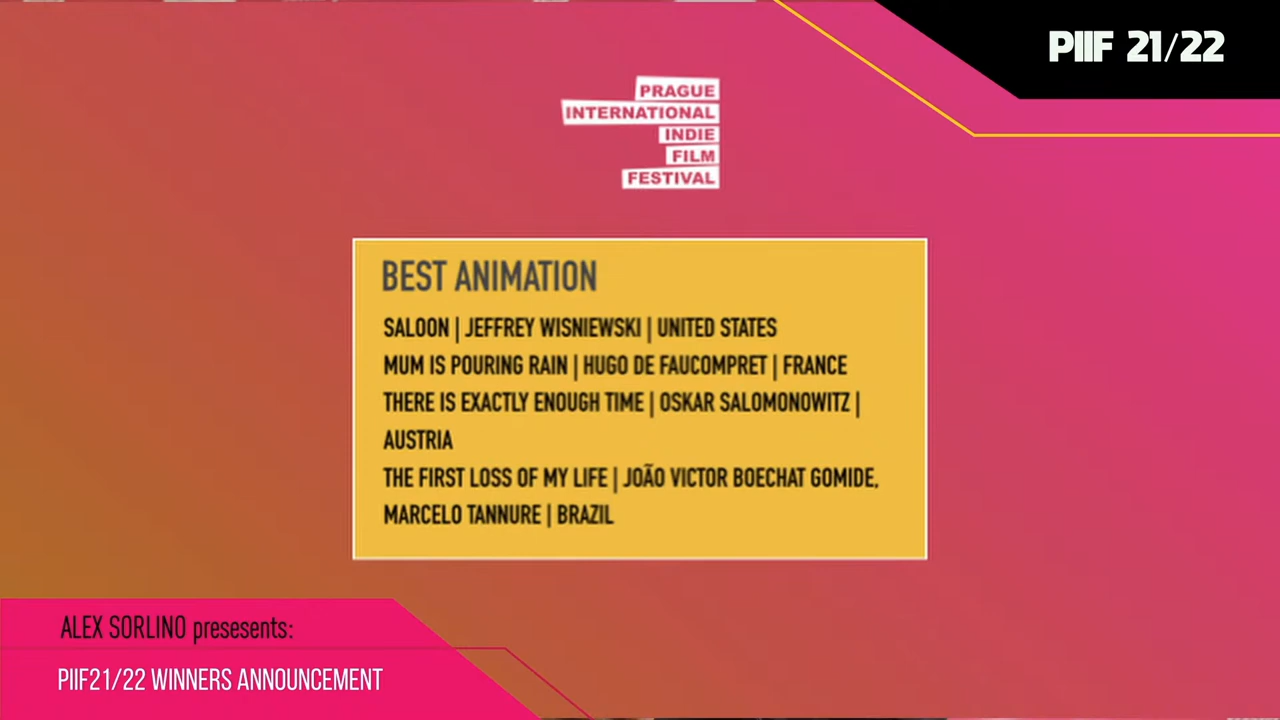 PIIF 21/22
PRAGUE
INTERNATIONAL
INDIE
FILM
FESTIVAL
BEST ANIMATION
SALOON | JEFFREY WISNIEWSKI | UNITED STATES
MUM IS POURING RAIN | HUGO DE FAUCOMPRET | FRANCE
THERE IS EXACTLY ENOUGH TIME | OSKAR SALOMONOWITZ |
AUSTRIA
THE FIRST LOSS OF MY LIFE | JOÃO VICTOR BOECHAT GOMIDE,
MARCELO TANNURE | BRAZIL
ALEX SORLINO presesents:
PIIF21/22 WINNERS ANNOUNCEMENT